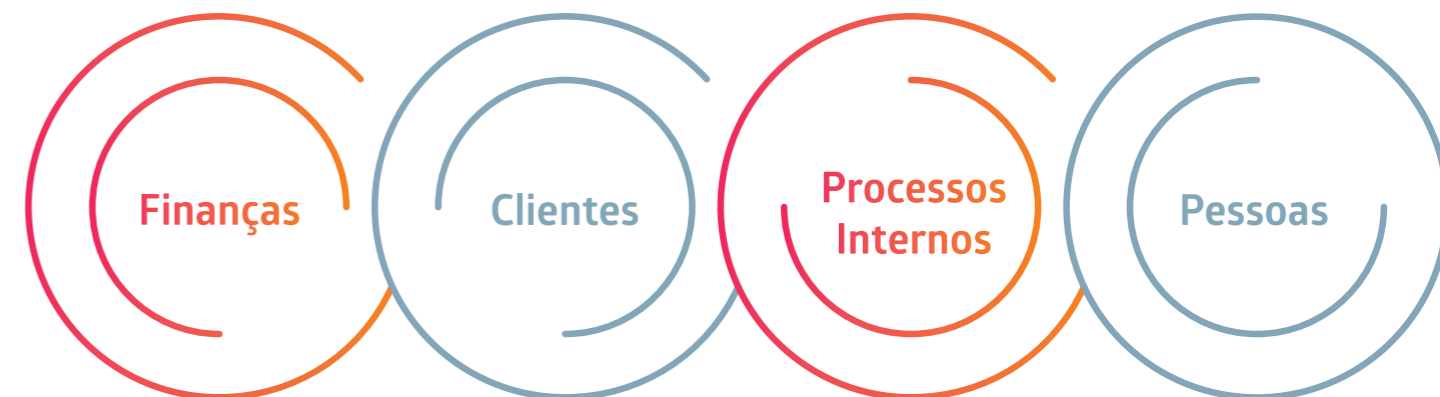 Finanças
Clientes
Processos
Internos
Pessoas